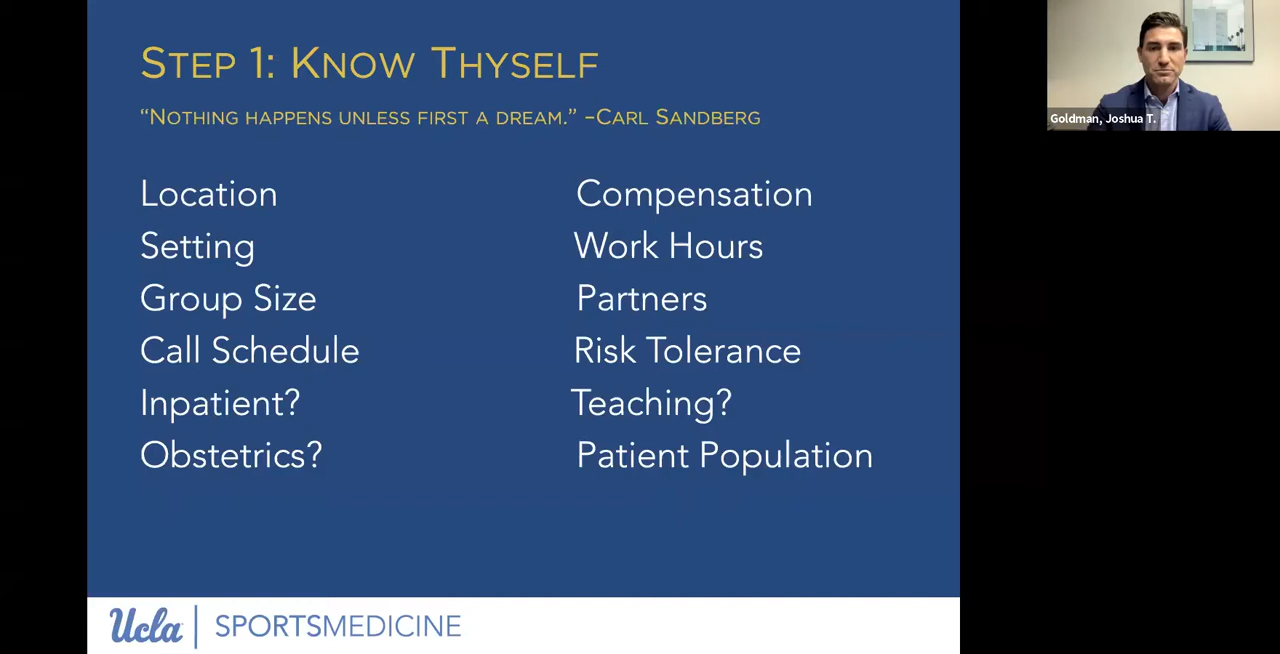 STEP 1: KNOW THYSELF
“NOTHING HAPPENS UNLESS FIRST A DREAM.” –CARL SANDBERG
Location
Setting
Group Size
Call Schedule
Inpatient?
Obstetrics?
Compensation
Work Hours
Partners
Risk Tolerance
Teaching?
Patient Population
Ucla | SPORTSMEDICINE
Goldman, Joshua T.